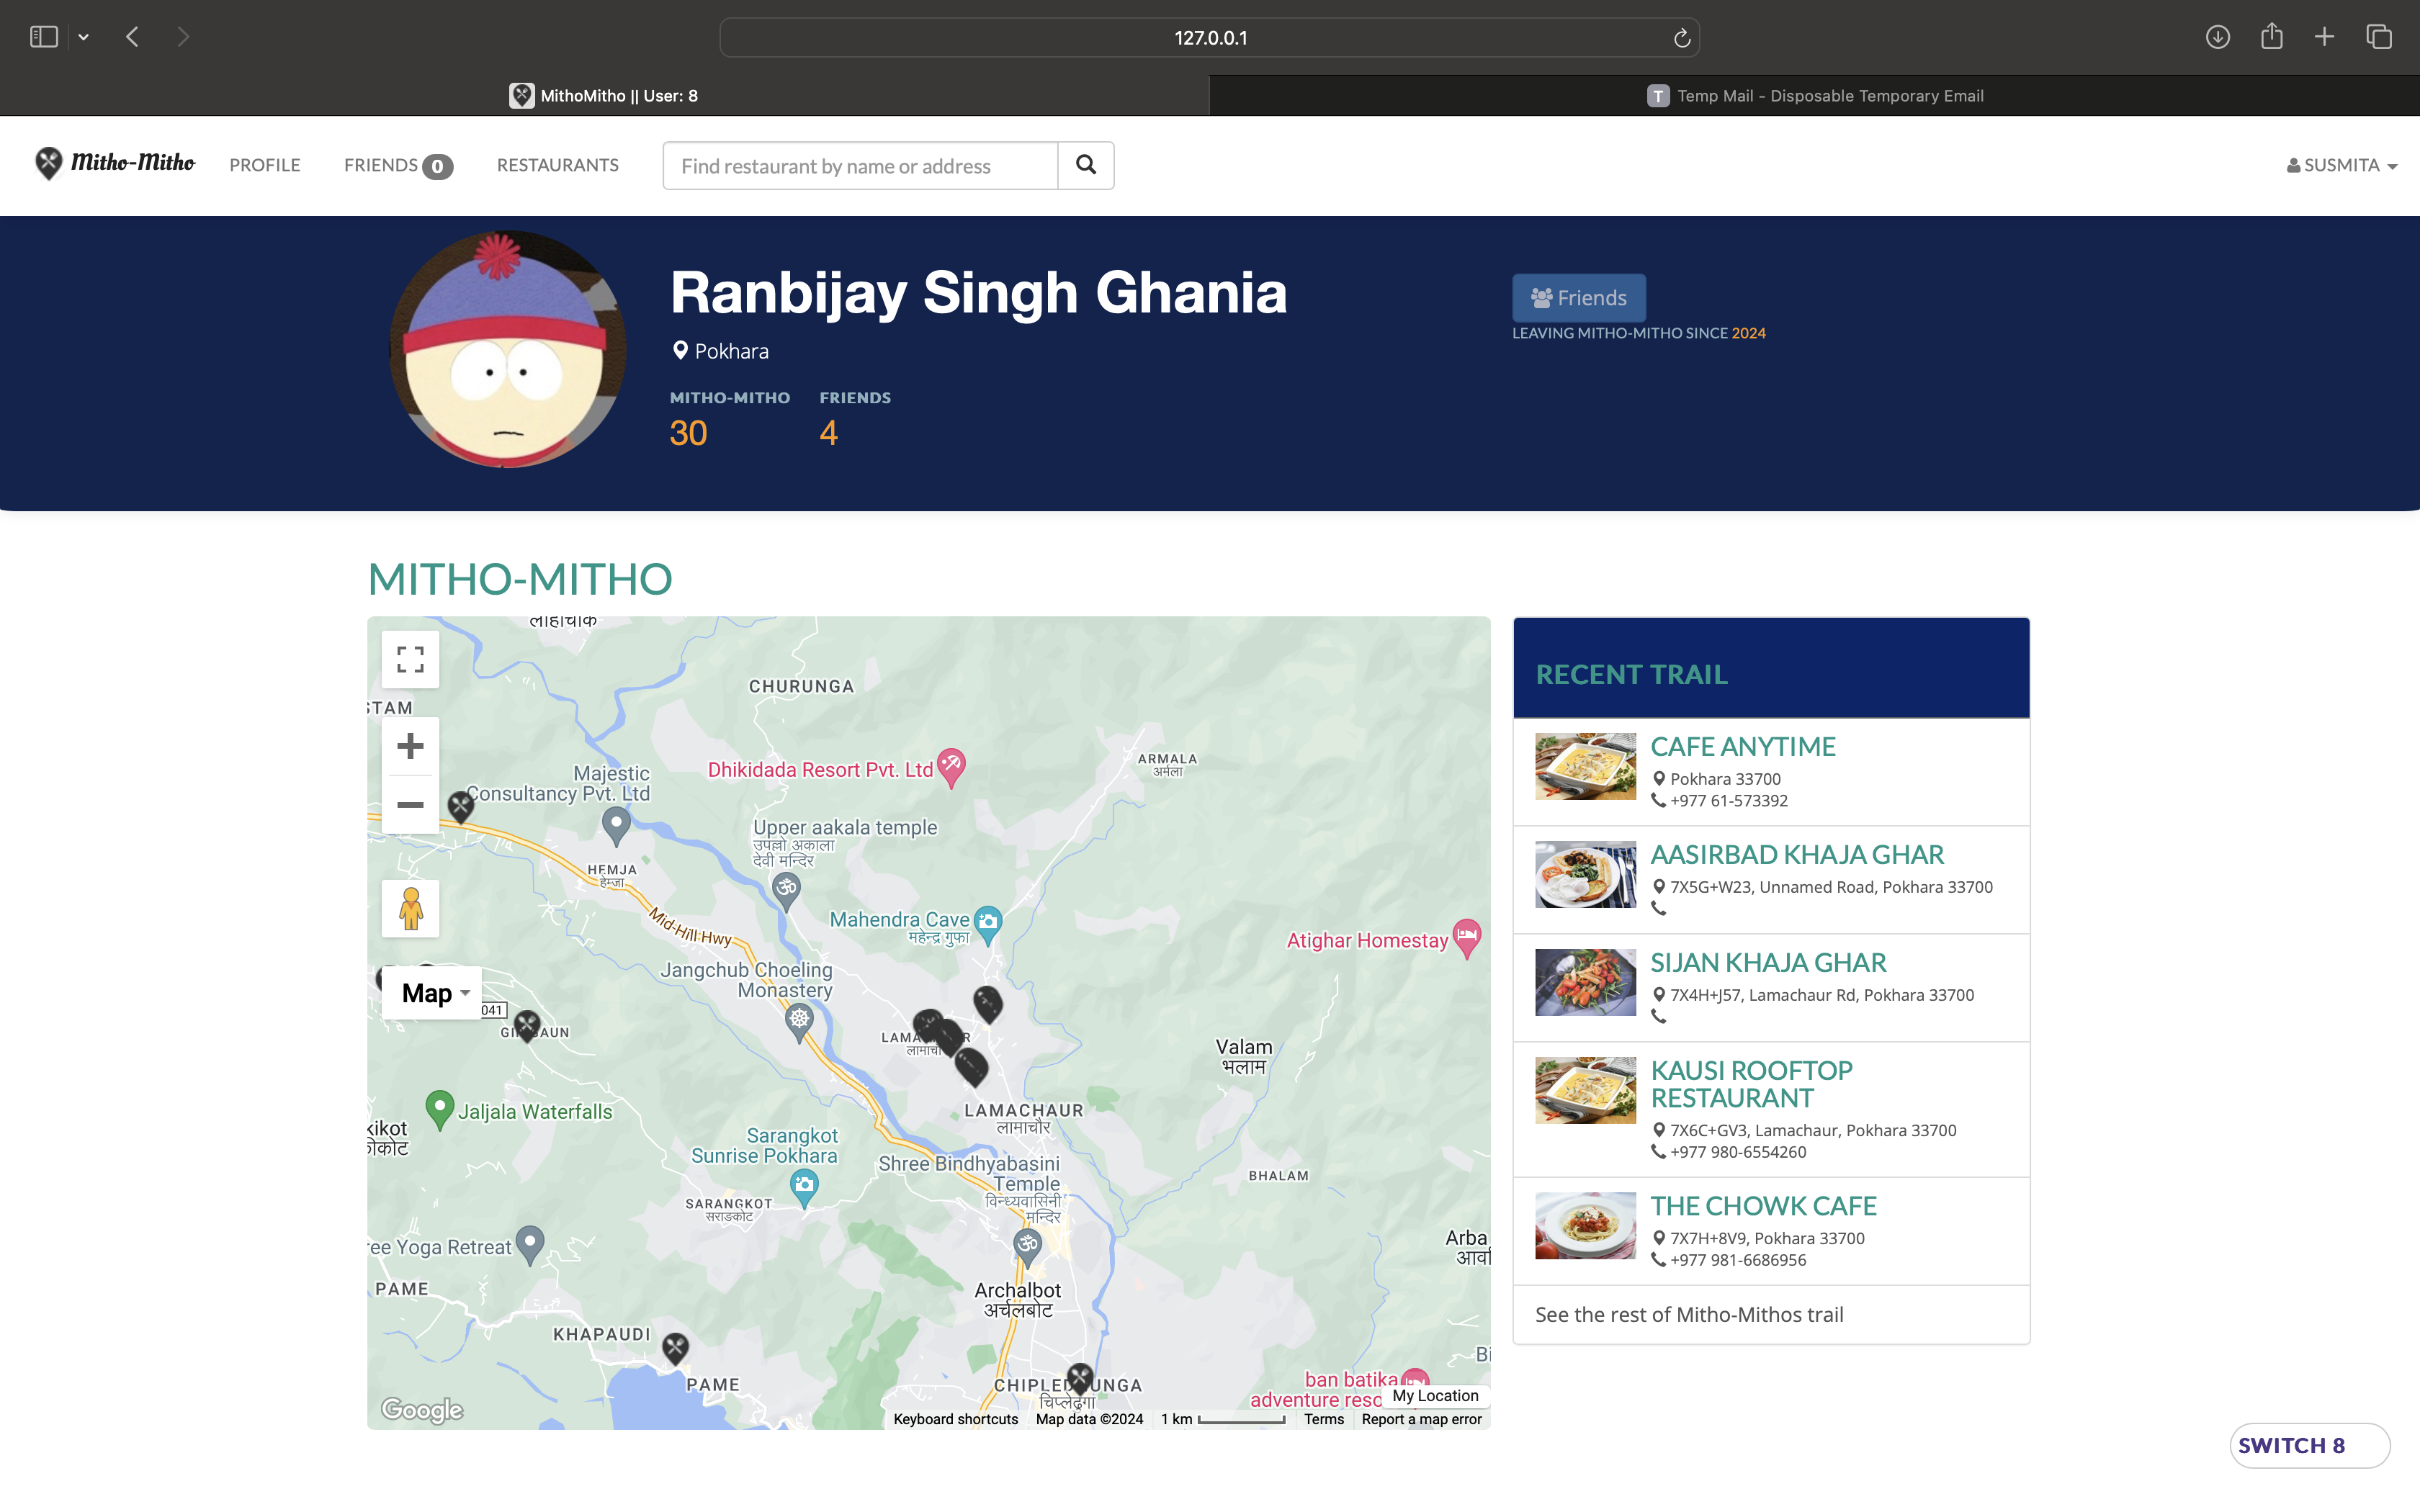 127.0.0.1
MithoMitho || User: 8
T Temp Mail - Disposable Temporary Email
Mitho-Mitho PROFILE FRIENDS 0 RESTAURANTS Find restaurant by name or address SUSMITA
Ranbijay Singh Ghania
Pokhara
MITHO-MITHO FRIENDS
30 4
Friends
LEAVING MITHO-MITHO SINCE 2024
MITHO-MITHO
लाहाचोक
CHURUNGA
STAM
Dhikidada Resort Pvt. Ltd
ARMALA
अर्मला
Majestic
Consultancy Pvt. Ltd
Upper aakala temple
उपल्लो अकाला
देवी मन्दिर
HEMJA
हेम्जा
Mid-Hill Hwy
Mahendra Cave
महेन्द्र गुफा
Atighar Homestay
Jangchub Choeling
Monastery
Map
041
Valam
भलाम
Jaljala Waterfalls
LAMACHAUR
लामाचौर
kikot
Sarangkot
Sunrise Pokhara
Shree Bindhyabasini
Temple
विन्ध्यवासिनी
मन्दिर
BHALAM
SARANGKOT
सराङकोट
ree Yoga Retreat
Arba
PAME
Archalbot
अर्चलबोट
KHAPAUDI
Bi
PAME
चिप्लेढुंगा
ban batika
adventure reso
My Location
Google
Keyboard shortcuts Map data ©2024 1 km Terms Report a map error
RECENT TRAIL
CAFE ANYTIME
Pokhara 33700
+977 61-573392
AASIRBAD KHAJA GHAR
7X5G+W23, Unnamed Road, Pokhara 33700
SIJAN KHAJA GHAR
7X4H+J57, Lamachaur Rd, Pokhara 33700
KAUSI ROOFTOP
RESTAURANT
7X6C+GV3, Lamachaur, Pokhara 33700
+977 980-6554260
THE CHOWK CAFE
7X7H+8V9, Pokhara 33700
+977 981-6686956
See the rest of Mitho-Mithos trail
SWITCH 8